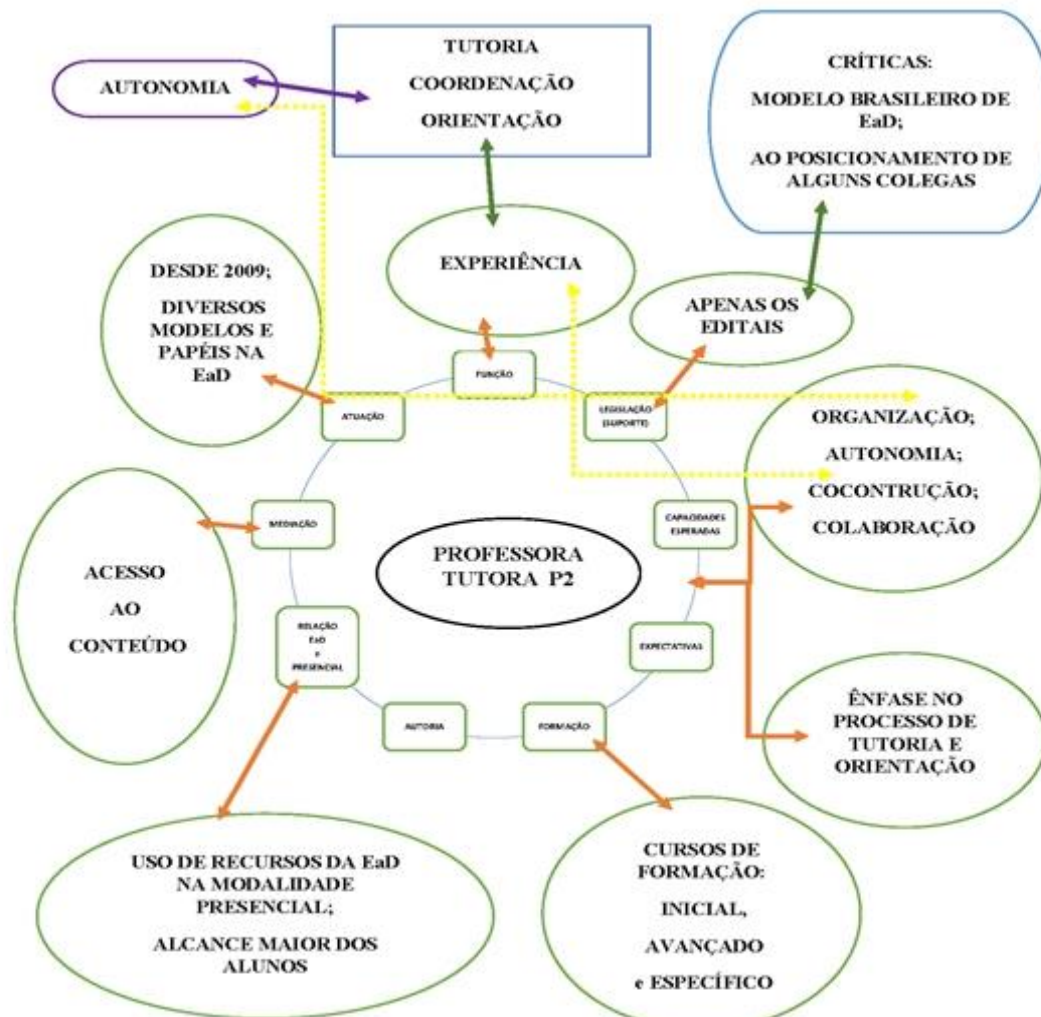 TUTORIA
COORDENAÇÃO
ORIENTAÇÃO
AUTONOMIA
CRÍTICAS:
MODELO BRASILEIRO DE
EaD;
AO POSICIONAMENTO DE
ALGUNS COLEGAS
EXPERIÊNCIA
DESDE 2009;
DIVERSOS
MODELOS E
PAPÉIS NA
EaD
APENAS OS
EDITAIS
FUNÇÃO
ATUAÇÃO
LEGISLAÇÃO
(SUPORTE)
ORGANIZAÇÃO;
AUTONOMIA;
COCONTRUÇÃO;
COLABORAÇÃO
MEDIAÇÃO
CAPACIDADES
ESPERADAS
PROFESSORA
TUTORA P2
ACESSO
AO
CONTEÚDO
RELAÇÃO
EaD
e
PRESENCIAL
EXPECTATIVAS
AUTORIA
FORMAÇÃO
ÊNFASE NO
PROCESSO DE
TUTORIA E
ORIENTAÇÃO
USO DE RECURSOS DA EaD
NA MODALIDADE
PRESENCIAL;
ALCANCE MAIOR DOS
ALUNOS
CURSOS DE
FORMAÇÃO:
INICIAL,
AVANÇADO
e ESPECÍFICO